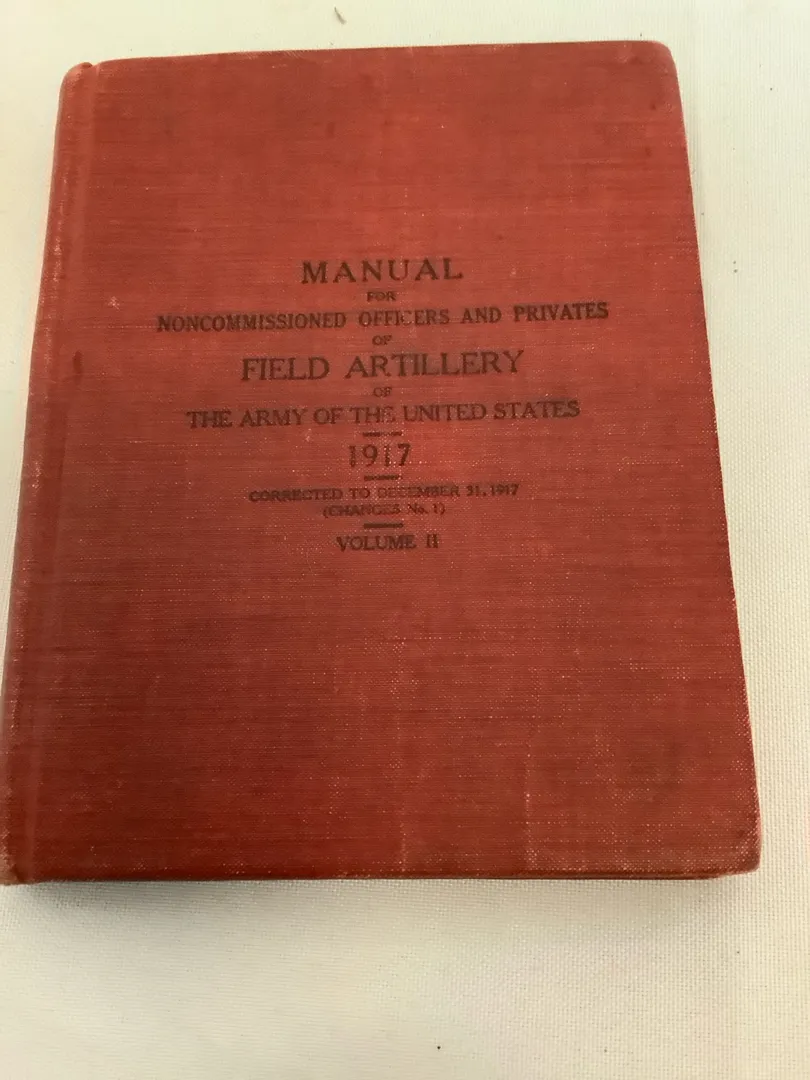 MANUAL
FOR
NONCOMMISSIONED OFFICERS AND PRIVATES
OF
FIELD ARTILLERY
OF
THE ARMY OF THE UNITED STATES
1917
CORRECTED TO DECEMBER 31, 1917
(CHANGES No. 1)
VOLUME II